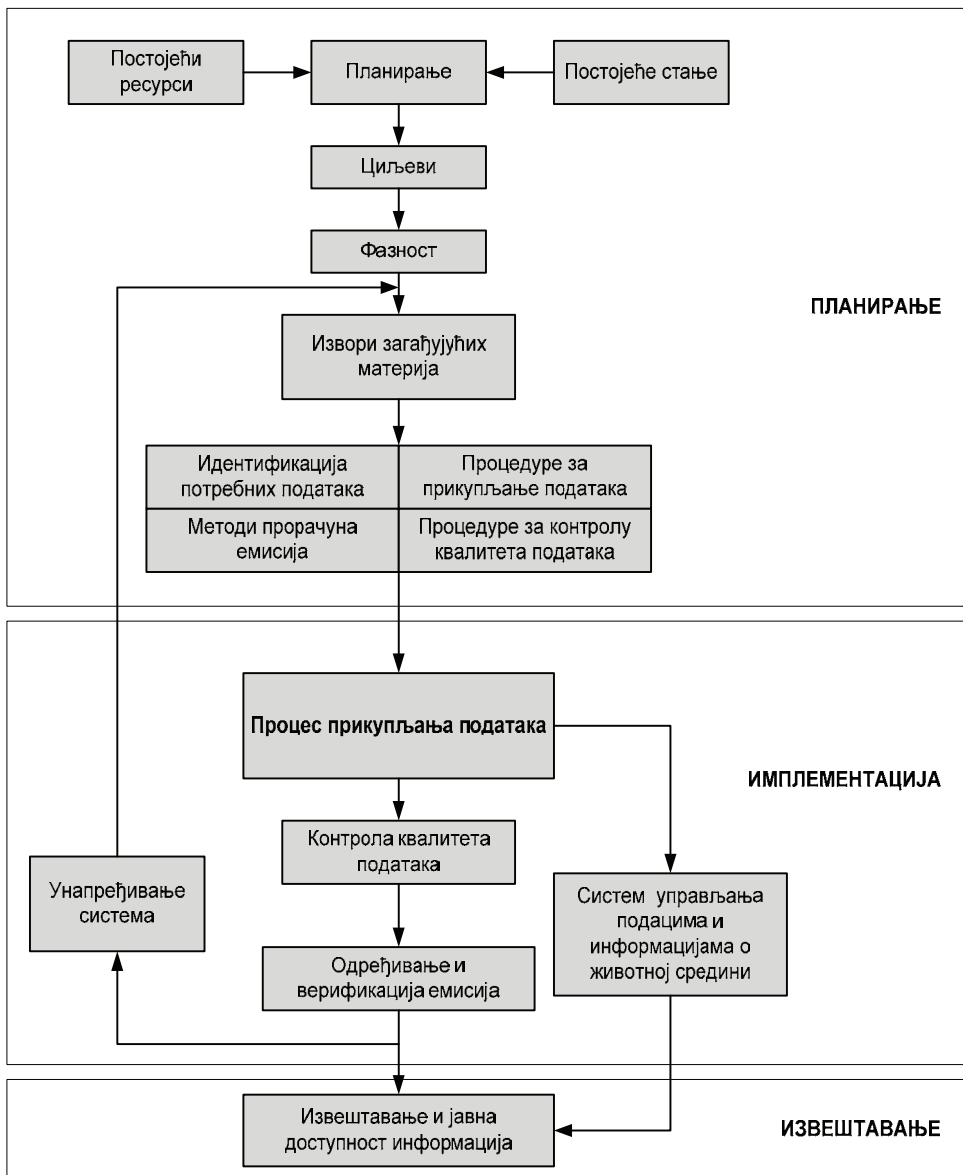 Постојећи
ресурси
Планирање
Постојеће стање
Циљеви
Фазност
ПЛАНИРАЊЕ
Извори загађујућих
материја
Идентификација
потребних података
Процедуре за
прикупљање података
Методи прорачуна
емисија
Процедуре за контролу
квалитета података
Процес прикупљања података
ИМПЛЕМЕНТАЦИЈА
Контрола квалитета
података
Унапређивање
система
Систем управљања
подацима и
информацијама о
животној средини
Одређивање и
верификација емисија
Извештавање и јавна
доступност информација
ИЗВЕШТАВАЊЕ